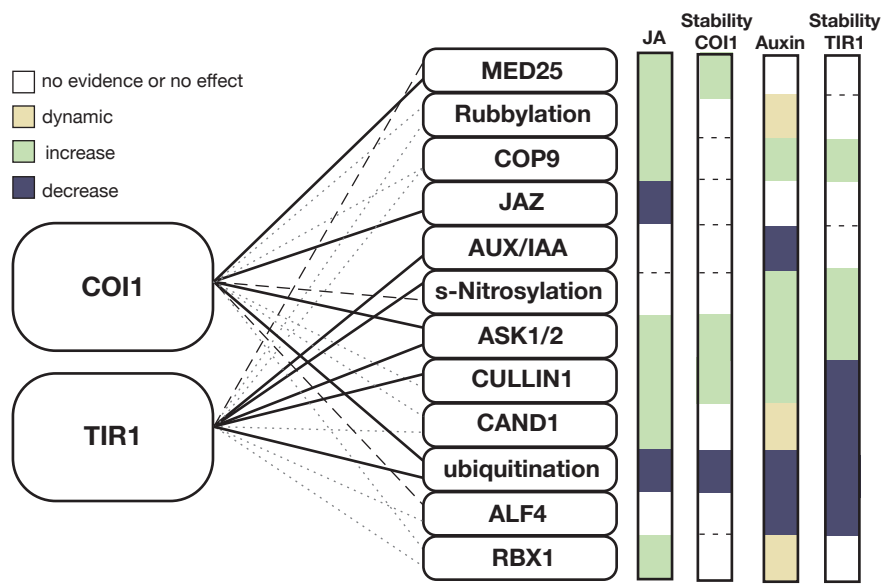 no evidence or no effect
dynamic
increase
decrease
COI1
TIR1
MED25
Rubbylation
COP9
JAZ
AUX/IAA
s-Nitrosylation
ASK1/2
CULLIN1
CAND1
ubiquitination
ALF4
RBX1
JA
Stability
COI1
Auxin
Stability
TIR1